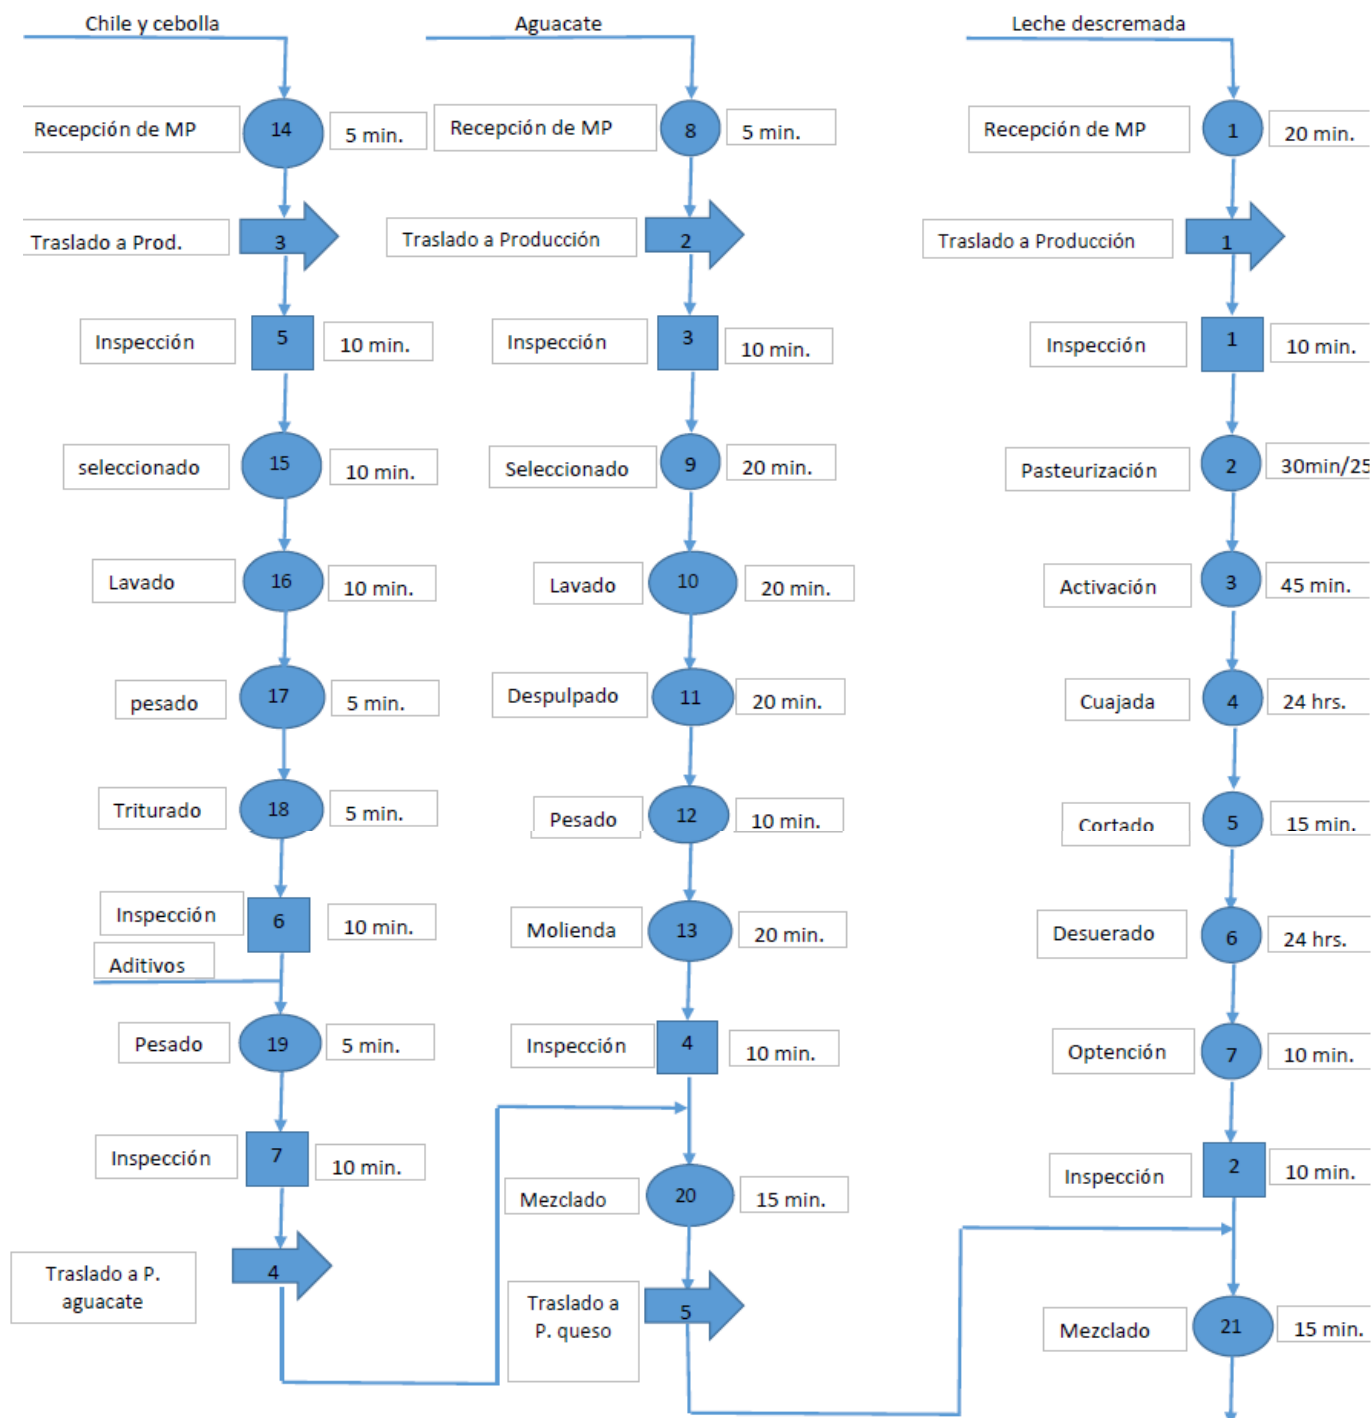 Chile y cebolla
Recepción de MP
14
5 min.
Traslado a Prod.
3
Inspección
5
10 min.
seleccionado
15
10 min.
Lavado
16
10 min.
pesado
17
5 min.
Triturado
18
5 min.
Inspección
6
10 min.
Aditivos
Pesado
19
5 min.
Inspección
7
10 min.
Traslado a P.
aguacate
4
Aguacate
Recepción de MP
8
5 min.
Traslado a Producción
2
Inspección
3
10 min.
Seleccionado
9
20 min.
Lavado
10
20 min.
Despulpado
11
20 min.
Pesado
12
10 min.
Molienda
13
20 min.
Inspección
4
10 min.
Mezclado
20
15 min.
Traslado a
P. queso
5
Leche descremada
Recepción de MP
1
20 min.
Traslado a Producción
1
Inspección
1
10 min.
Pasteurización
2
30min/25
Activación
3
45 min.
Cuajada
4
24 hrs.
Cortado
5
15 min.
Desuerado
6
24 hrs.
Optención
7
10 min.
Inspección
2
10 min.
Mezclado
21
15 min.